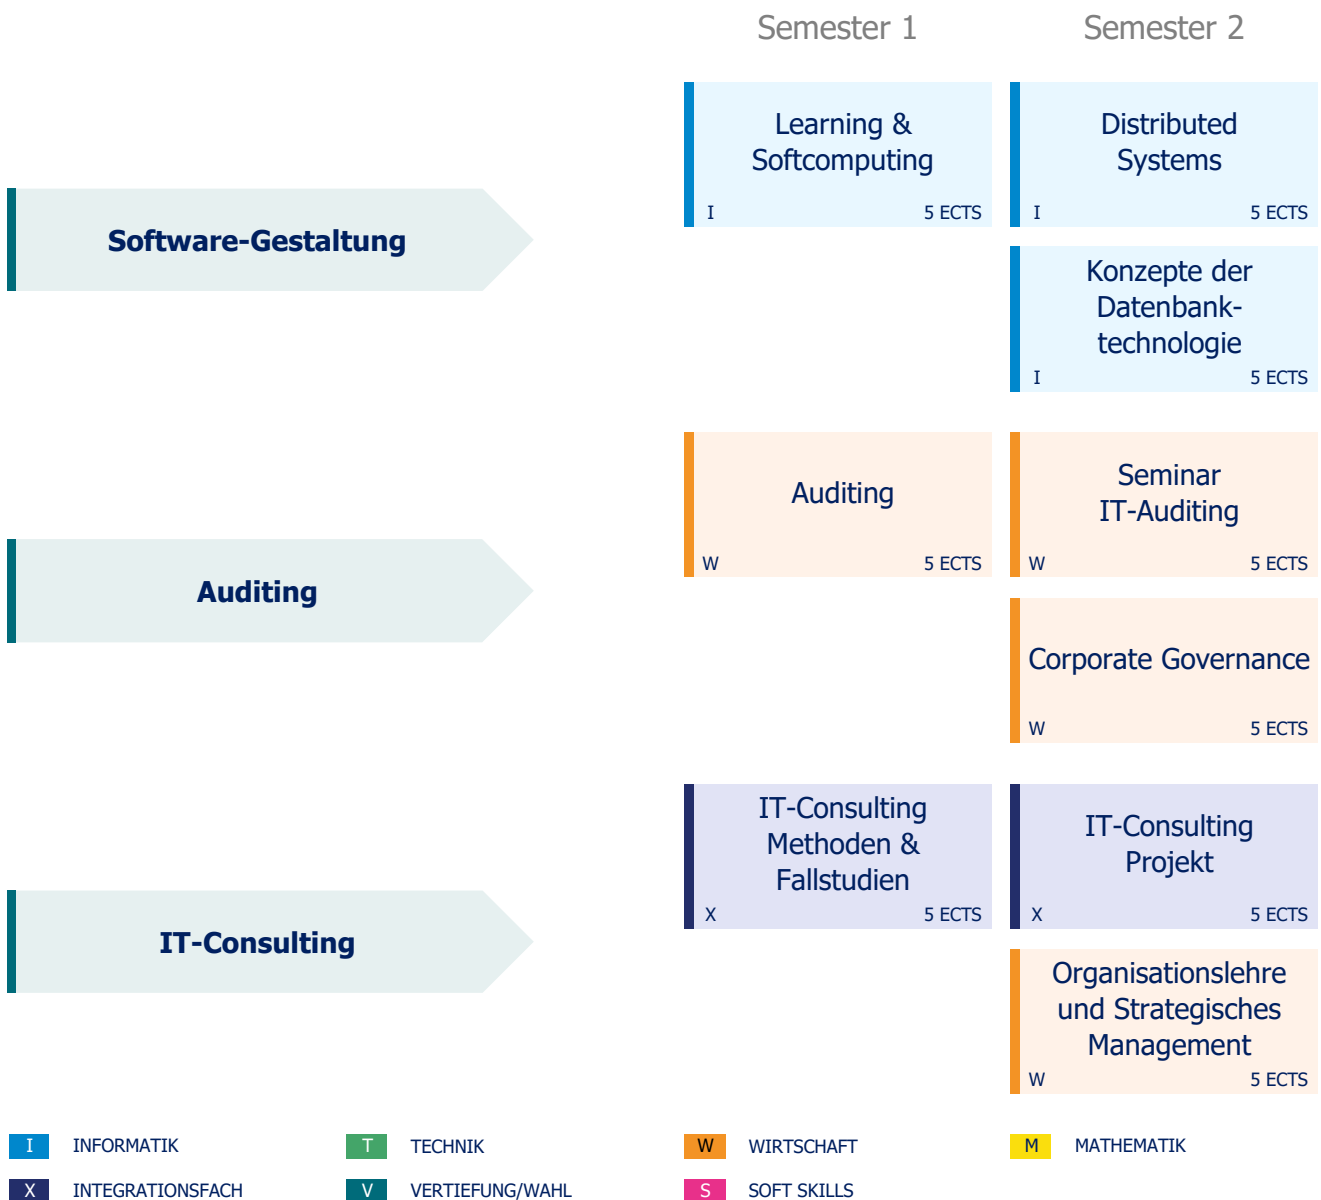 Semester 1
Semester 2
Software-Gestaltung
Learning &
Softcomputing
I
5 ECTS
Distributed
Systems
I
5 ECTS
Konzepte der
Datenbank-
technologie
I
5 ECTS
Auditing
Auditing
W
5 ECTS
Seminar
IT-Auditing
W
5 ECTS
Corporate Governance
W
5 ECTS
IT-Consulting
IT-Consulting
Methoden &
Fallstudien
X
5 ECTS
IT-Consulting
Projekt
X
5 ECTS
Organisationslehre
und Strategisches
Management
W
5 ECTS
I INFORMATIK
T TECHNIK
W WIRTSCHAFT
M MATHEMATIK
X INTEGRATIONSFACH
V VERTIEFUNG/WAHL
S SOFT SKILLS